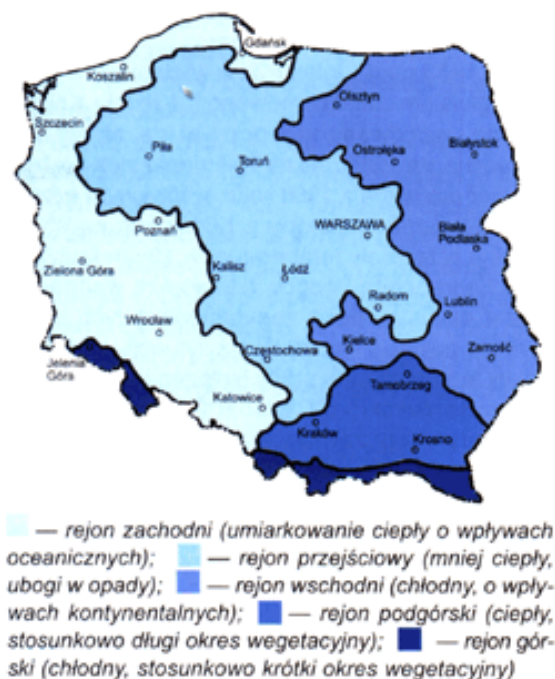 Gdańsk
Koszalin
Olsztyn
Szczecin
Ostrołęka
Białystok
Piła
Toruń
Poznań
WARSZAWA
Biała
Podlaska
Zielona Góra
Kalisz
Łódź
Radom
Lublin
Wrocław
Kielce
Zamość
Częstochowa
Jelenia
Góra
Tarnobrzeg
Katowice
Kraków
Krosno
— rejon zachodni (umiarkowanie ciepły o wpływach
oceanicznych); — rejon przejściowy (mniej ciepły,
ubogi w opady); — rejon wschodni (chłodny, o wpły-
wach kontynentalnych); — rejon podgórski (ciepły,
stosunkowo długi okres wegetacyjny); — rejon gór-
ski (chłodny, stosunkowo krótki okres wegetacyjny)